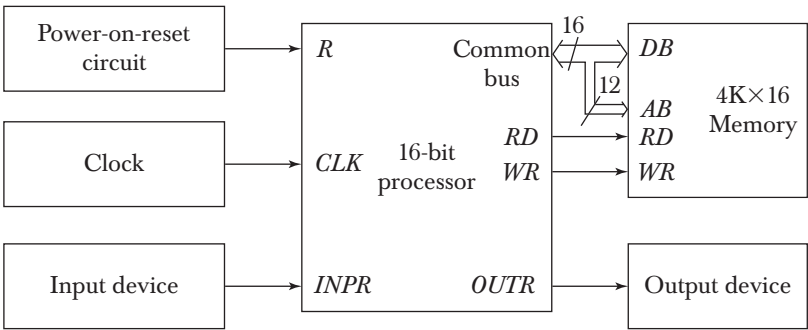 Power-on-reset
circuit
R
Common
bus
16
DB
12
AB
4K×16
Memory
RD
RD
Clock
CLK
16-bit
processor
WR
WR
Input device
INPR
OUTR
Output device